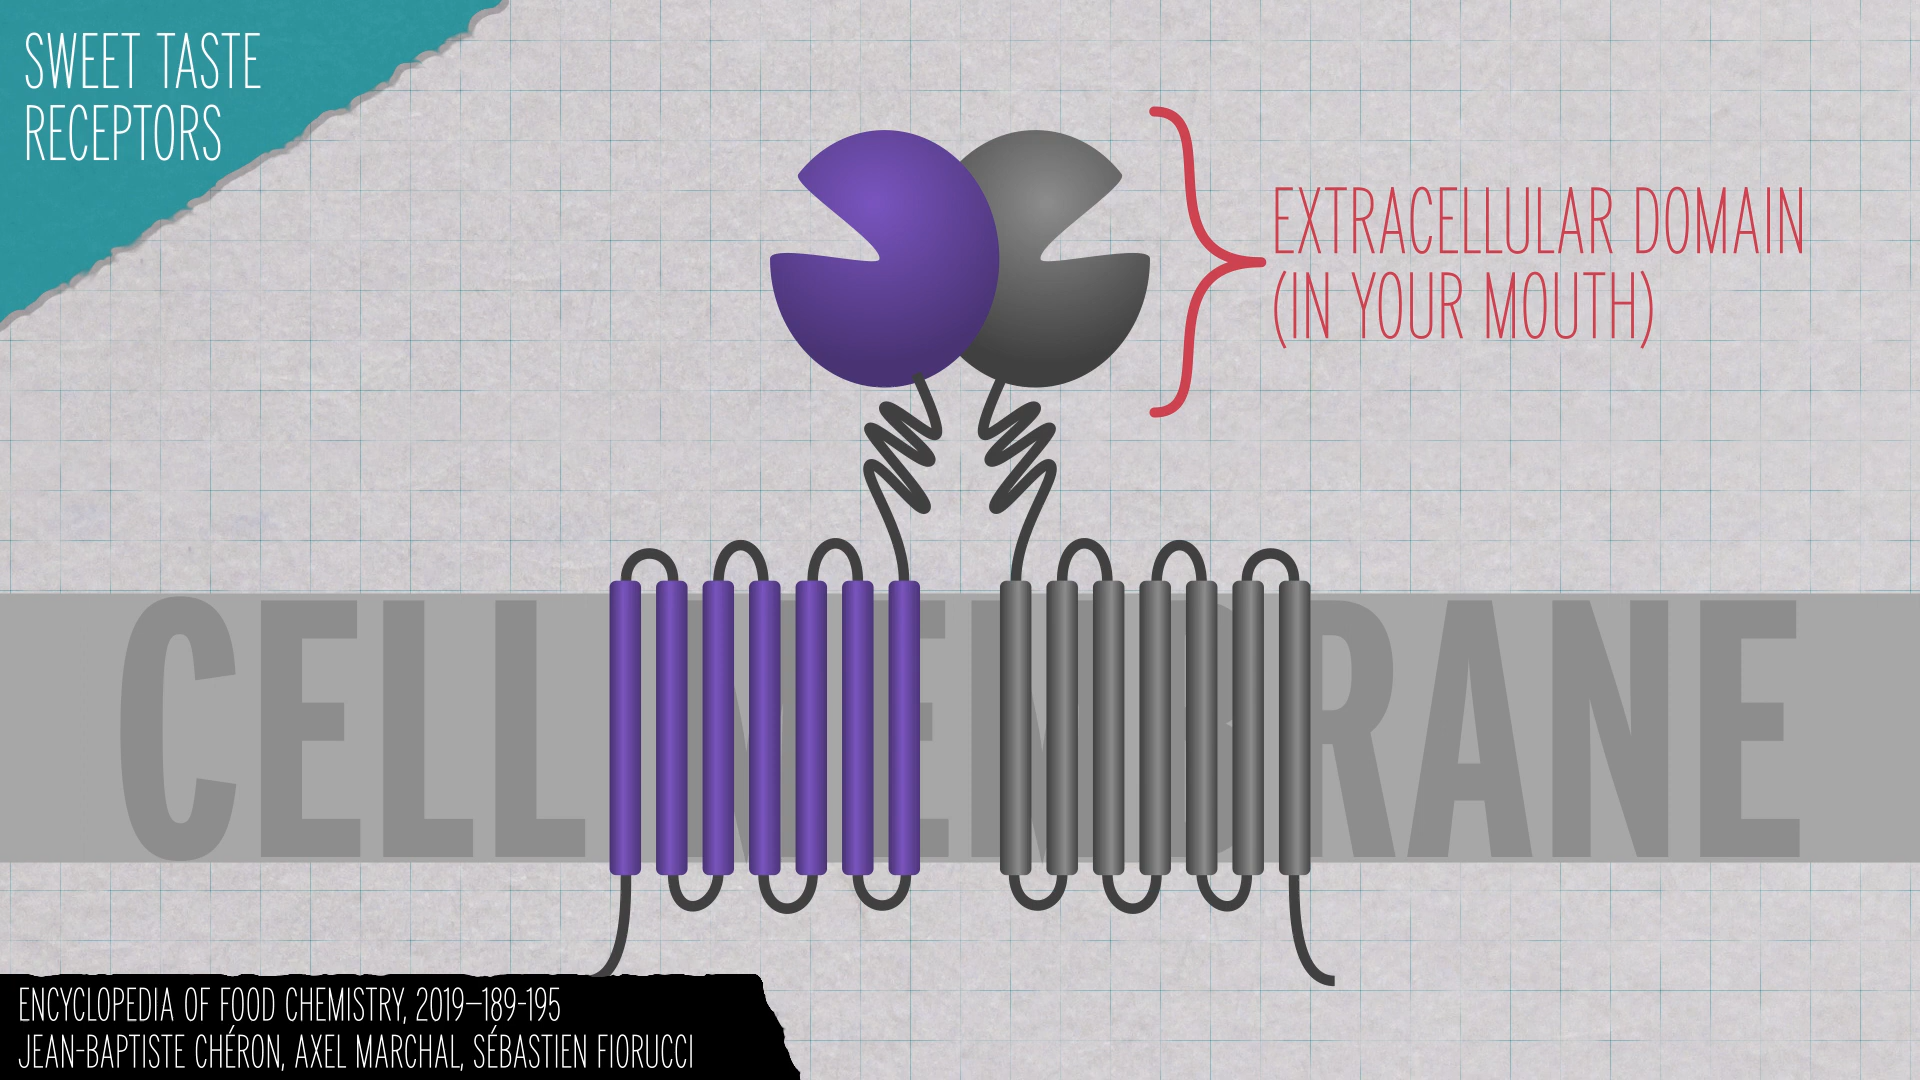 SWEET TASTE
RECEPTORS
EXTRACELLULAR DOMAIN
(IN YOUR MOUTH)
CELL MEMBRANE
ENCYCLOPEDIA OF FOOD CHEMISTRY, 2019–189-195
JEAN-BAPTISTE CHÉRON, AXEL MARCHAL, SÉBASTIEN FIORUCCI